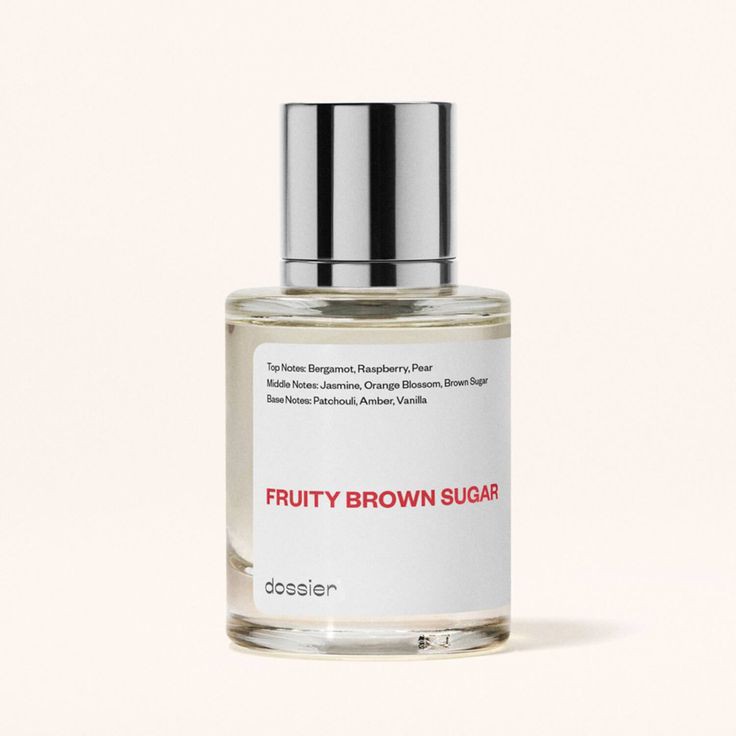 Top Notes: Bergamot, Raspberry, Pear
Middle Notes: Jasmine, Orange Blossom, Brown Sugar
Base Notes: Patchouli, Amber, Vanilla
FRUITY BROWN SUGAR
dossier